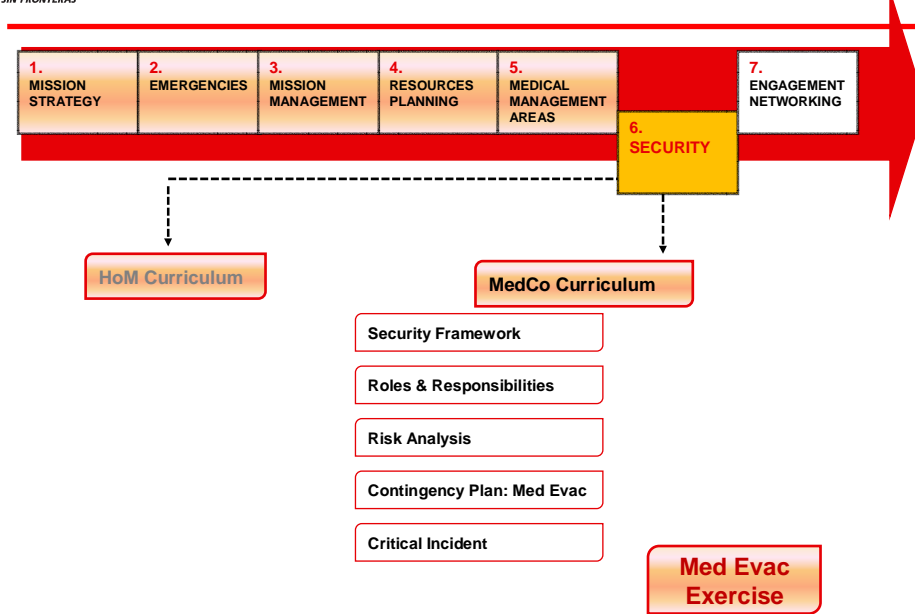 SIN FRONTERAS
1.
MISSION
STRATEGY
2.
EMERGENCIES
3.
MISSION
MANAGEMENT
4.
RESOURCES
PLANNING
5.
MEDICAL
MANAGEMENT
AREAS
6.
SECURITY
7.
ENGAGEMENT
NETWORKING
HoM Curriculum
MedCo Curriculum
Security Framework
Roles & Responsibilities
Risk Analysis
Contingency Plan: Med Evac
Critical Incident
Med Evac
Exercise